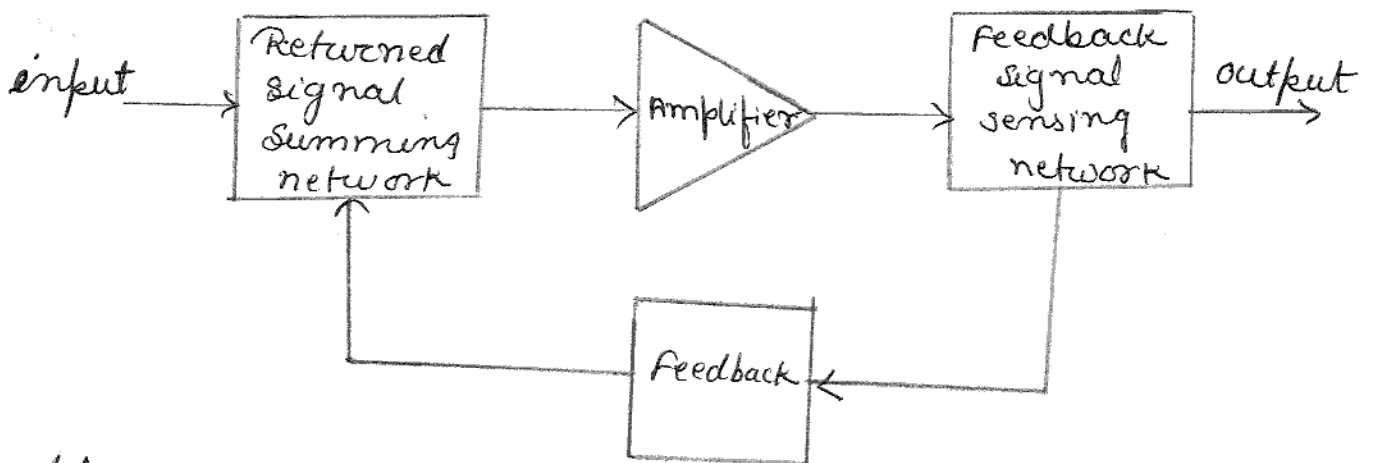 input
Returned
signal
summing
network
Amplifier
Feedback
signal
sensing
network
output
Feedback